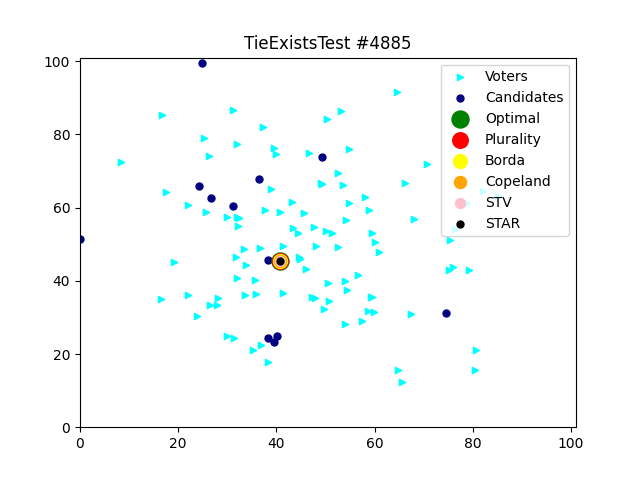 TieExistsTest #4885
100
80
60
40
20
0
0
20
40
60
80
100
Voters
Candidates
Optimal
Plurality
Borda
Copeland
STV
STAR